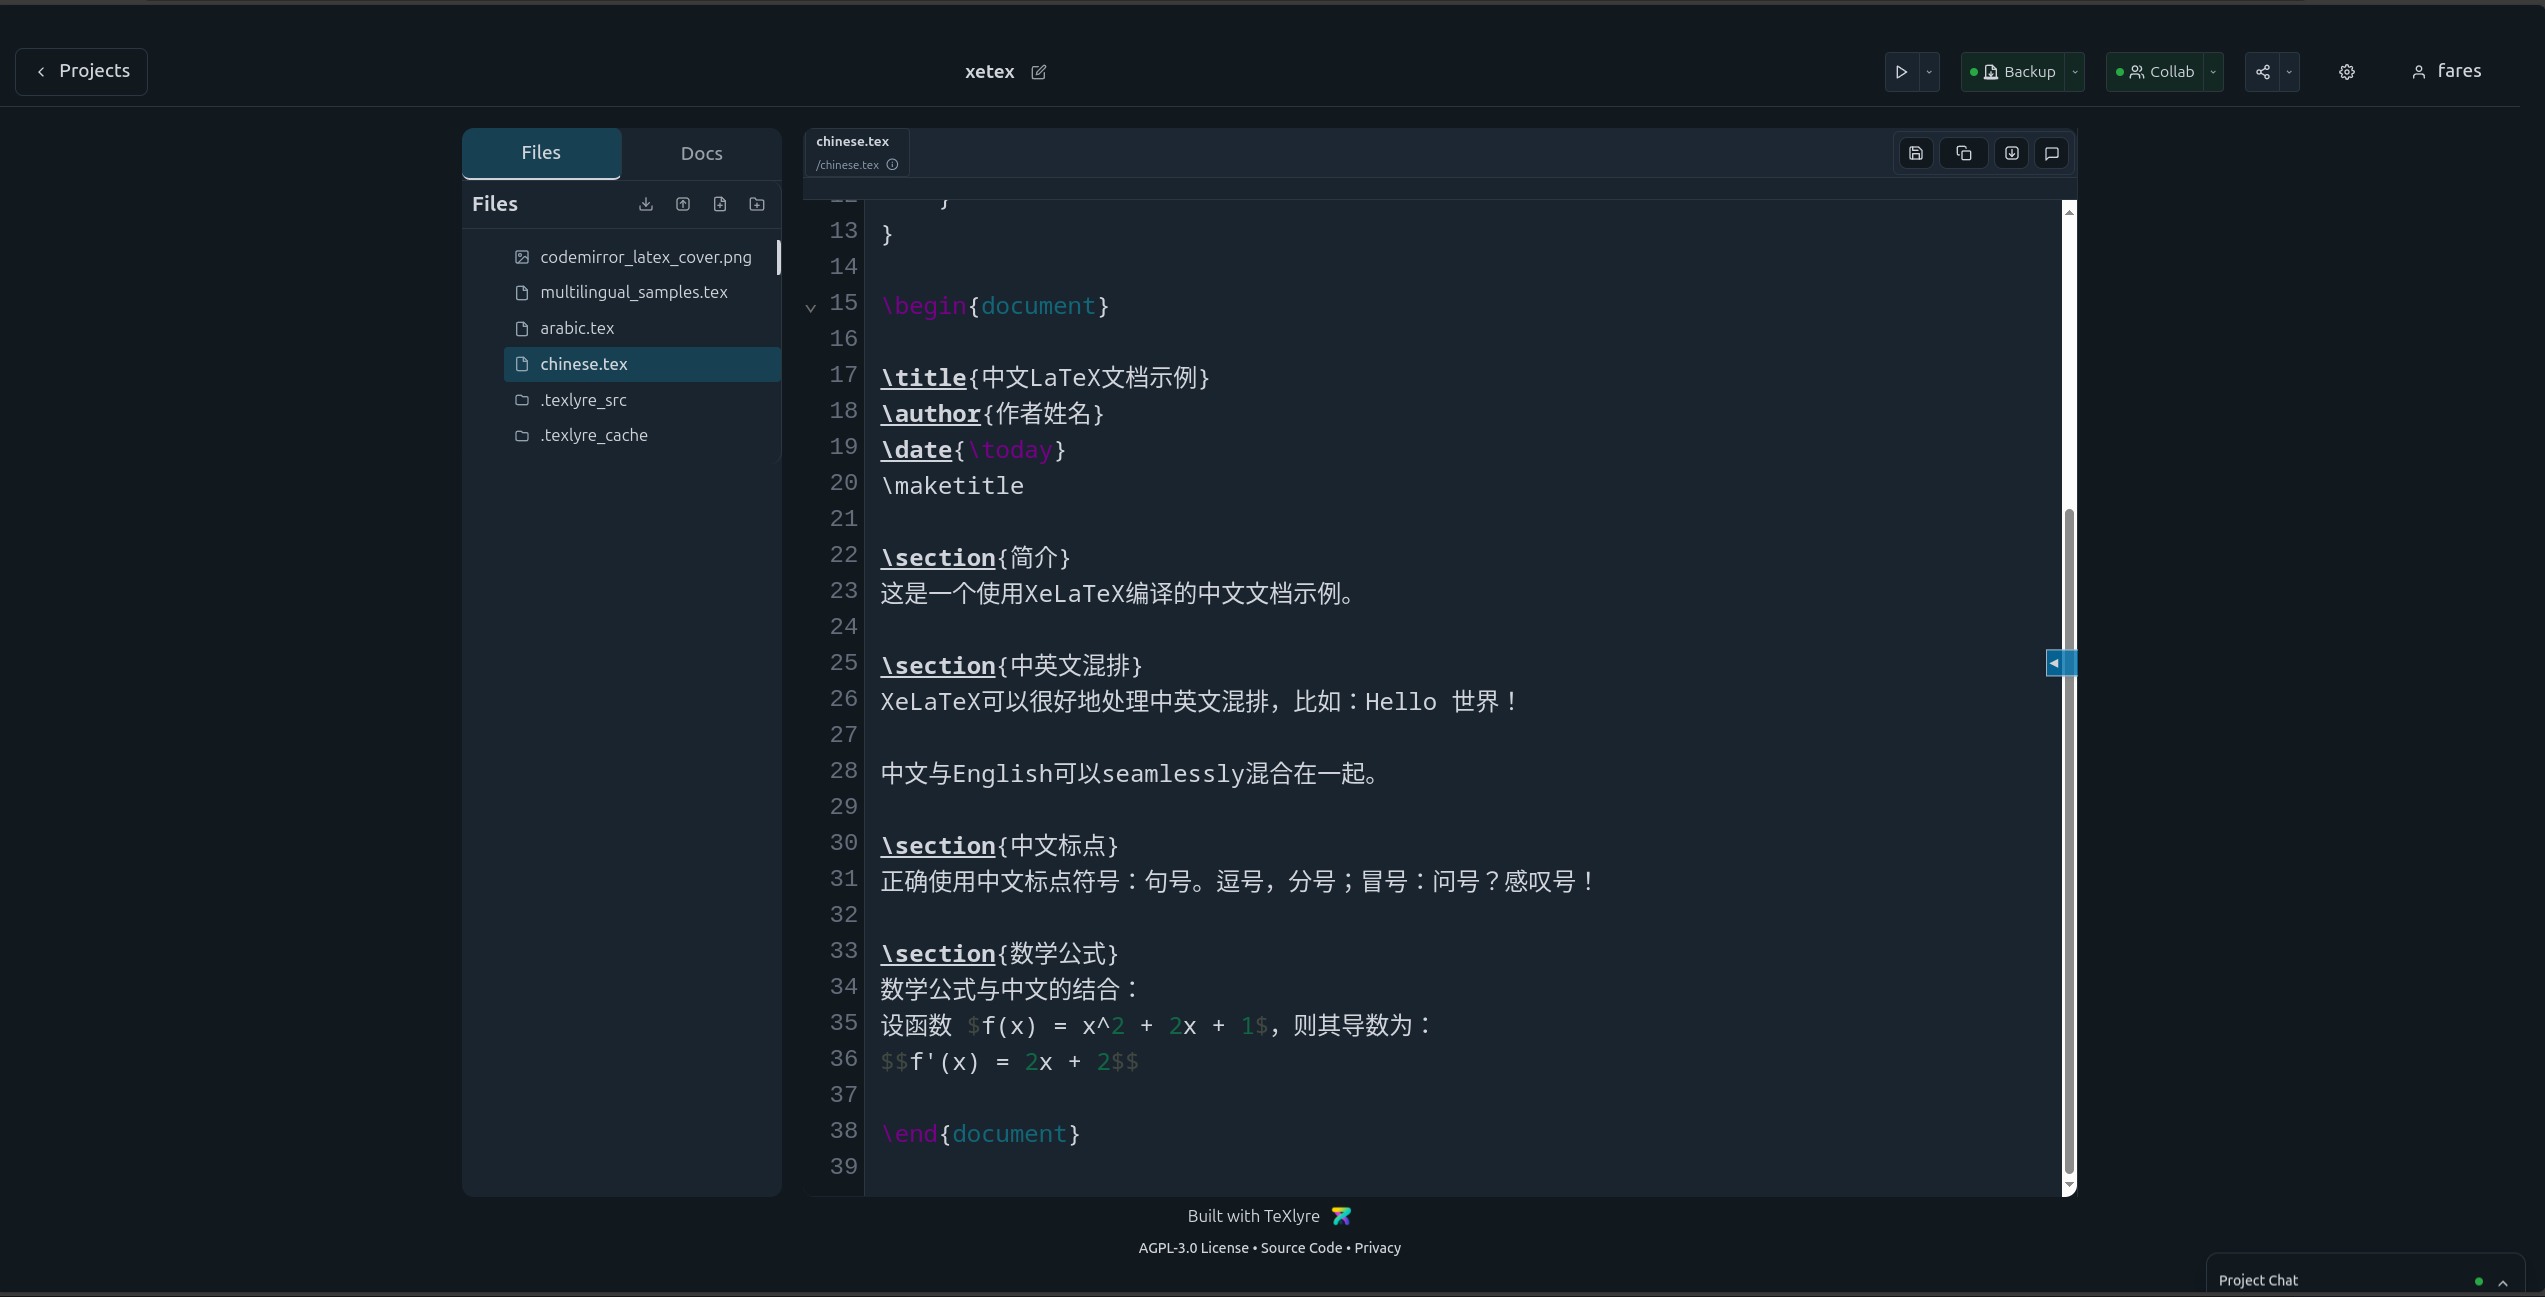 Projects
xetex
Backup
Collab
fares
Files
Docs
Files
codemirror_latex_cover.png
multilingual_samples.tex
arabic.tex
chinese.tex
.texlyre_src
.texlyre_cache
chinese.tex
/chinese.tex
}
13 }
14
15 \begin{document}
16
17 \title{中文LaTeX文档示例}
18 \author{作者姓名}
19 \date{\today}
20 \maketitle
21
22 \section{简介}
23 这是一个使用XeLaTeX编译的中文文档示例。
24
25 \section{中英文混排}
26 XeLaTeX可以很好地处理中英文混排，比如：Hello 世界！
27
28 中文与English可以seamlessly混合在一起。
29
30 \section{中文标点}
31 正确使用中文标点符号：句号。逗号，分号；冒号：问号？感叹号！
32
33 \section{数学公式}
34 数学公式与中文的结合：
35 设函数 $f(x) = x^2 + 2x + 1$，则其导数为：
36 $$f'(x) = 2x + 2$$
37
38 \end{document}
39
Built with TeXlyre
AGPL-3.0 License • Source Code • Privacy
Project Chat